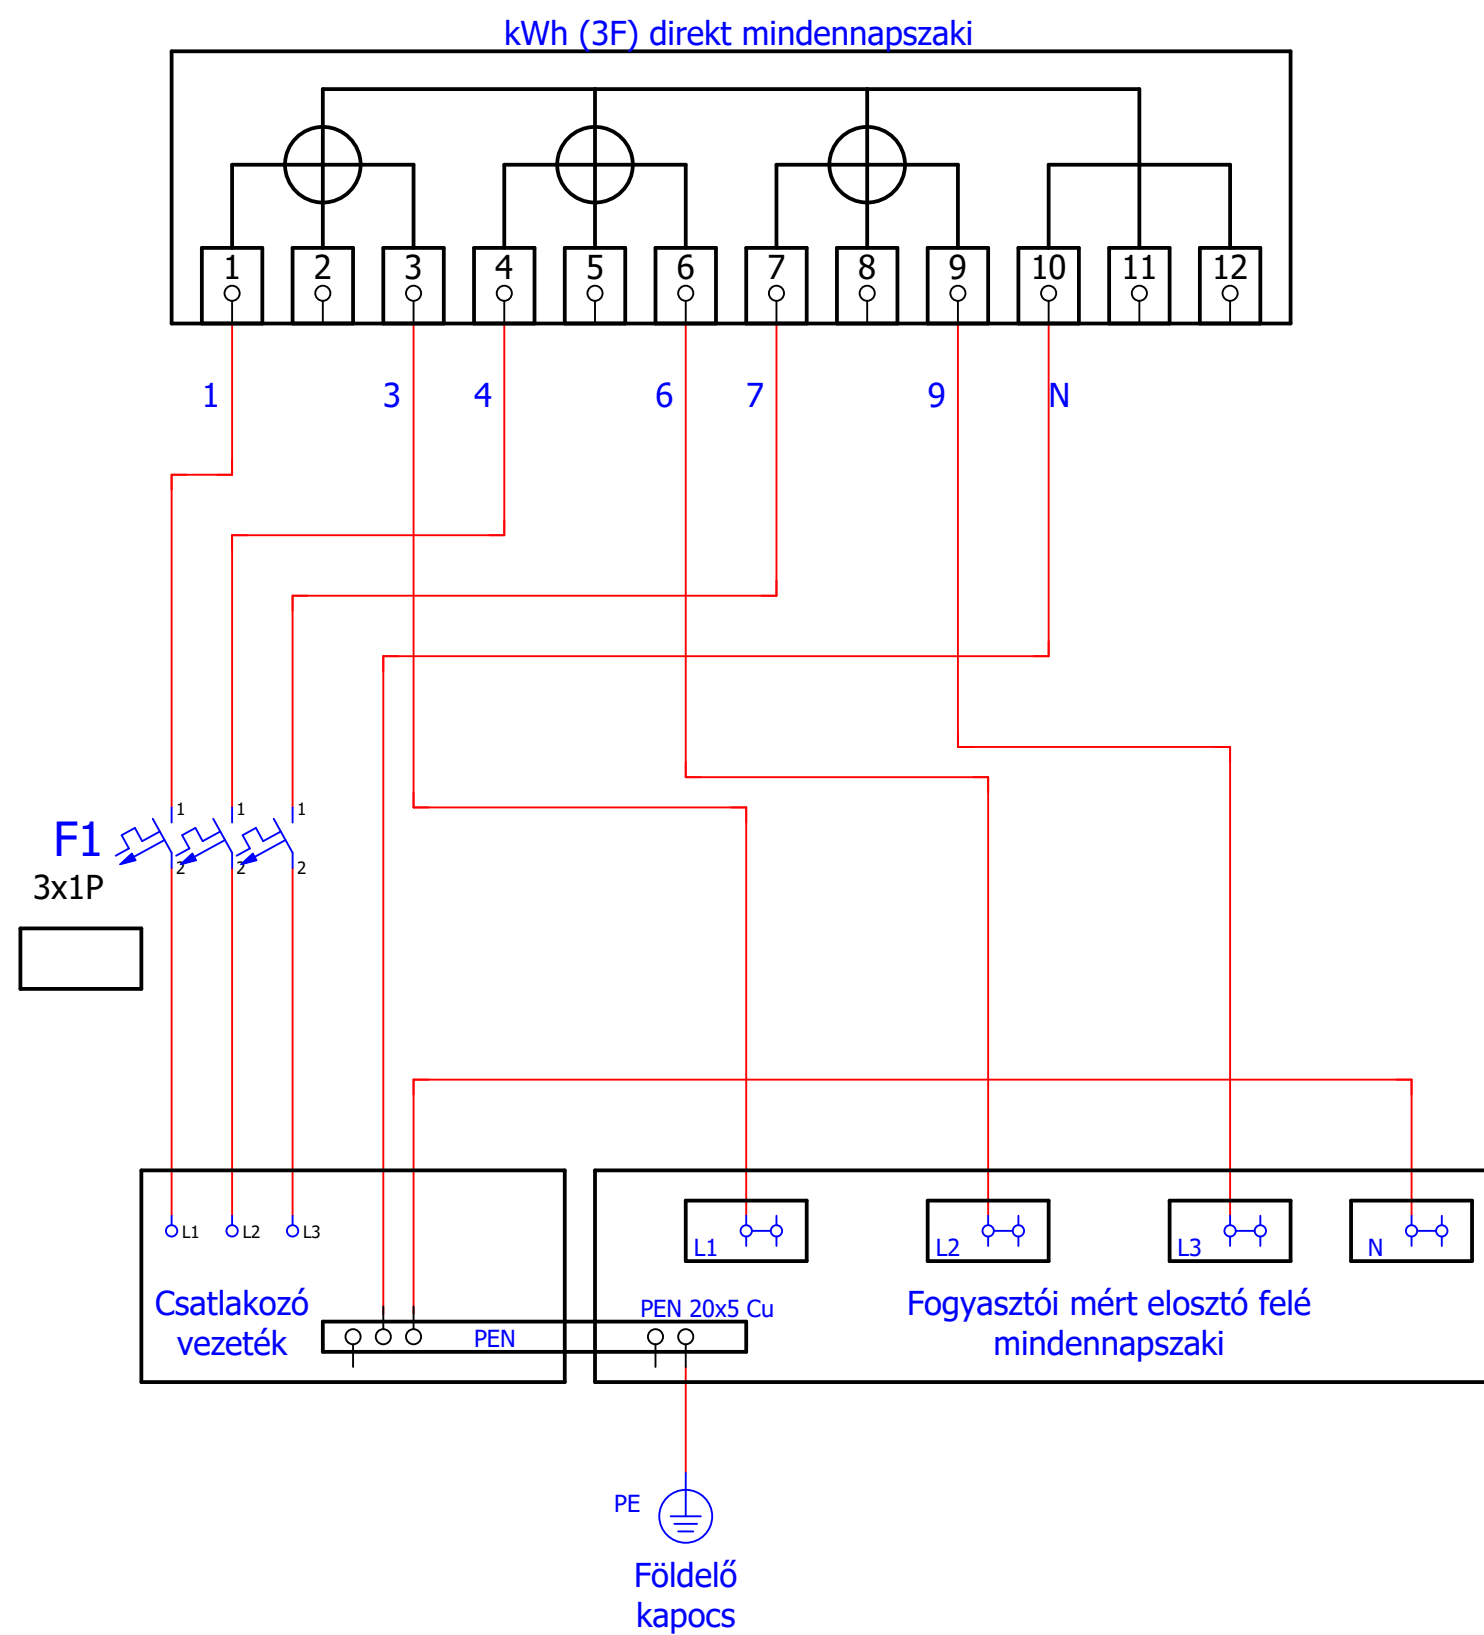 kWh (3F) direkt mindennapszaki
1 2 3 4 5 6 7 8 9 10 11 12
1 3 4 6 7 9 N
1 1 1
F1
2 2 2
3x1P
L1 L2 L3
L1 L2 L3 N
Csatlakozó
vezeték
PEN
PEN 20x5 Cu
Fogyasztói mért elosztó felé
mindennapszaki
PE
Földelő
kapocs